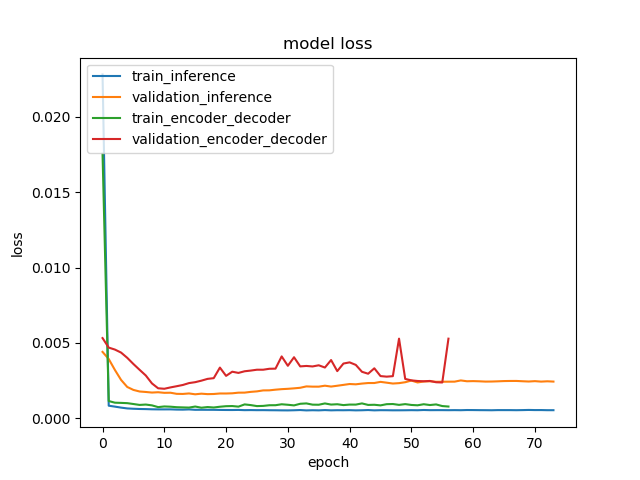 model loss
train_inference
validation_inference
train_encoder_decoder
validation_encoder_decoder
0.020
0.015
0.010
0.005
0.000
loss
0 10 20 30 40 50 60 70
epoch